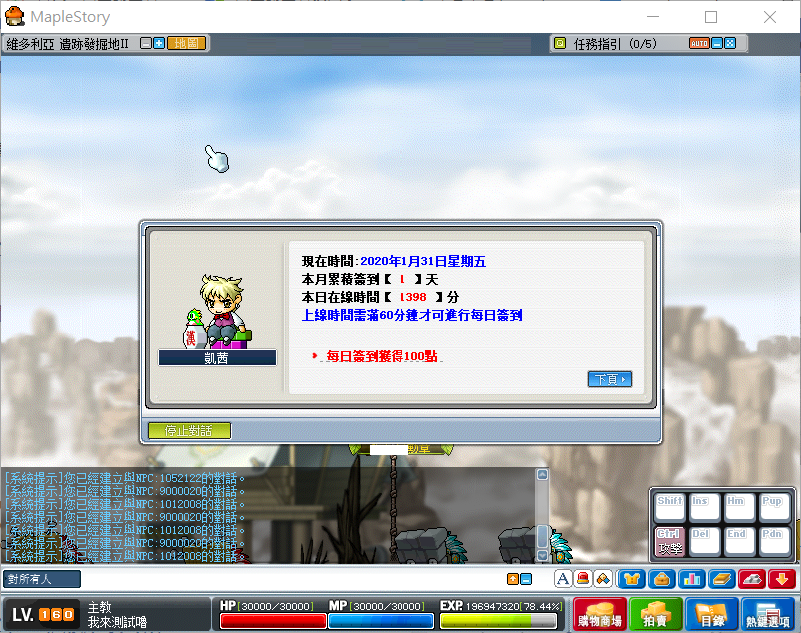 MapleStory
維多利亞 遺跡發掘地II
地圖
任務指引 (0/5)
AUTO
現在時間:2020年1月31日星期五
本月累積簽到【 1 】天
本日在線時間【 1398 】分
上線時間需滿60分鐘才可進行每日簽到
每日簽到獲得100點
漢
凱茜
下頁
停止對話
勳章
[系統提示]您已經建立與NPC:1052122的對話。
[系統提示]您已經建立與NPC:9000020的對話。
[系統提示]您已經建立與NPC:1012008的對話。
[系統提示]您已經建立與NPC:9000020的對話。
[系統提示]您已經建立與NPC:1012008的對話。
[系統提示]您已經建立與NPC:9000020的對話。
[系統提示]您已經建立與NPC:1012008的對話。
Shift Ins Hm Pup
Ctrl Del End Pdn
攻擊
對所有人
A
LV. 160
主教
我來測試嚕
HP[30000/30000]
MP[30000/30000]
EXP. 196947320[78.44%]
購物商場
拍賣
目錄
熱鍵選項